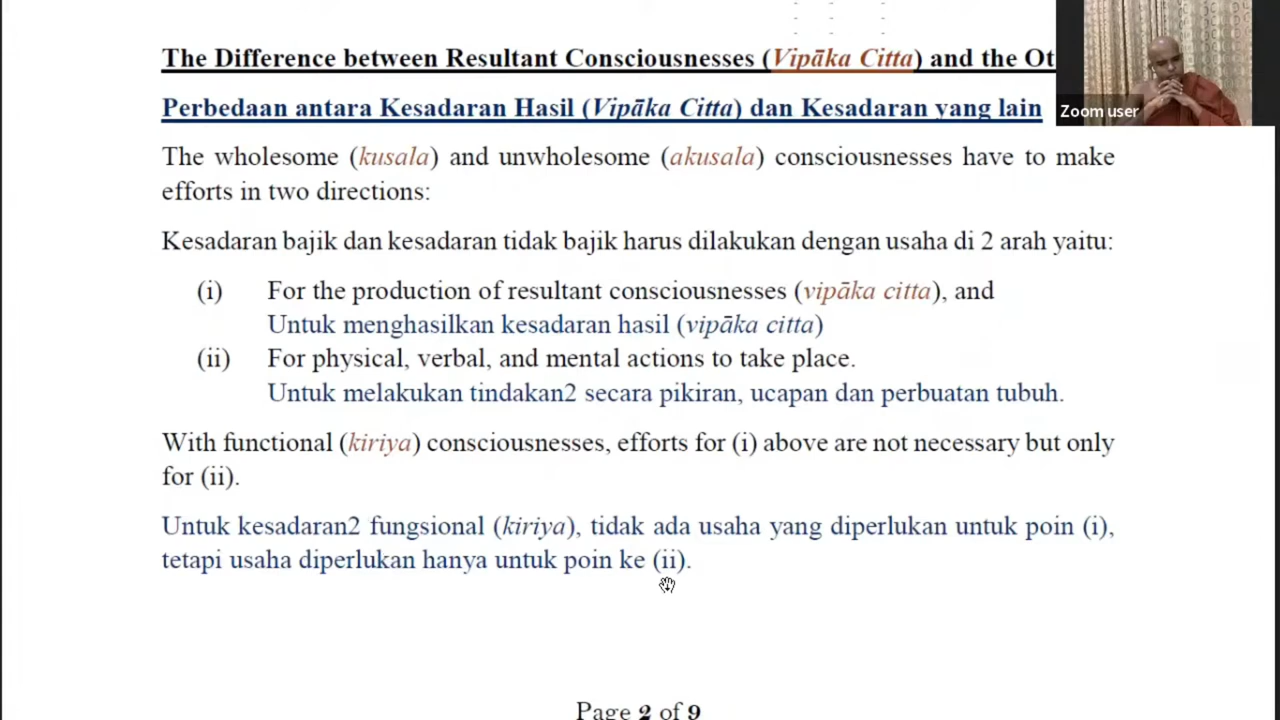 The Difference between Resultant Consciousnesses (Vipāka Citta) and the Ot
Perbedaan antara Kesadaran Hasil (Vipāka Citta) dan Kesadaran yang lain
Zoom user
The wholesome (kusala) and unwholesome (akusala) consciousnesses have to make
efforts in two directions:
Kesadaran bajik dan kesadaran tidak bajik harus dilakukan dengan usaha di 2 arah yaitu:
(i) For the production of resultant consciousnesses (vipāka citta), and
Untuk menghasilkan kesadaran hasil (vipāka citta)
(ii) For physical, verbal, and mental actions to take place.
Untuk melakukan tindakan2 secara pikiran, ucapan dan perbuatan tubuh.
With functional (kiriya) consciousnesses, efforts for (i) above are not necessary but only
for (ii).
Untuk kesadaran2 fungsional (kiriya), tidak ada usaha yang diperlukan untuk poin (i),
tetapi usaha diperlukan hanya untuk poin ke (ii).
Page 2 of 9